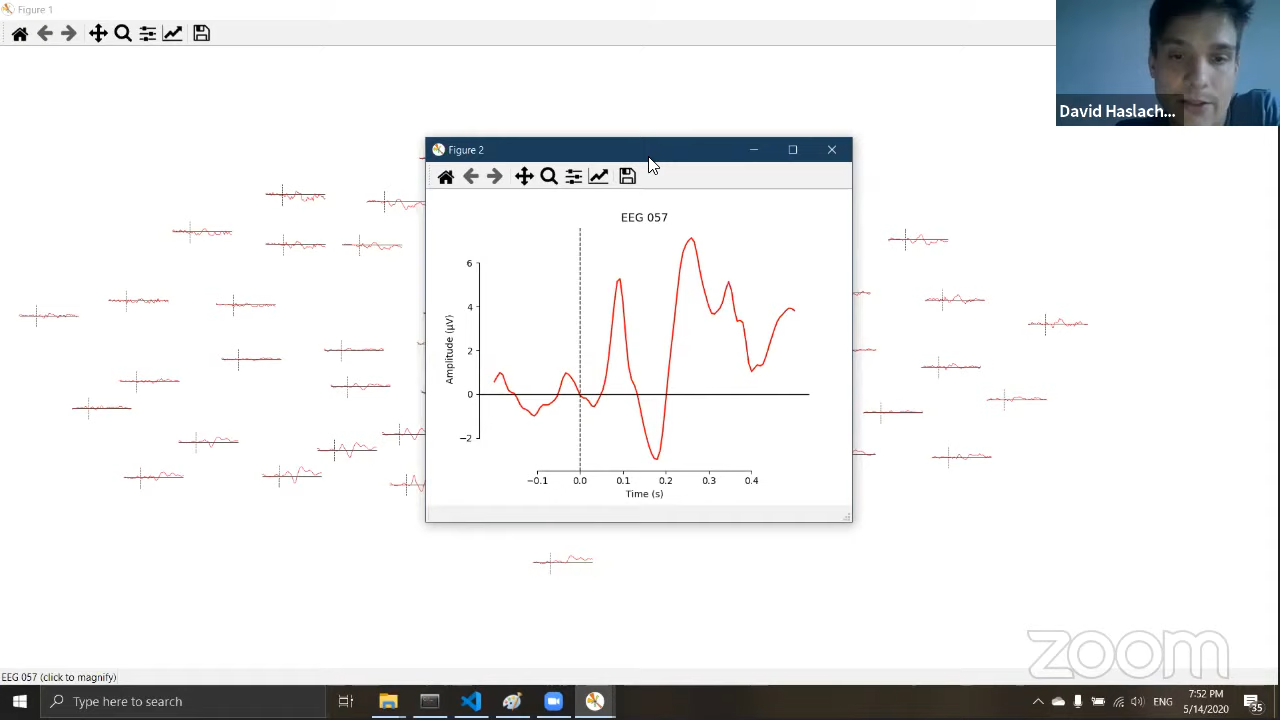 Figure 1
David Haslach...
Figure 2
EEG 057
6
4
2
0
−2
Amplitude (µV)
−0.1 0.0 0.1 0.2 0.3 0.4
Time (s)
zoom
EEG 057 (click to magnify)
Type here to search
ENG
7:52 PM
5/14/2020
35